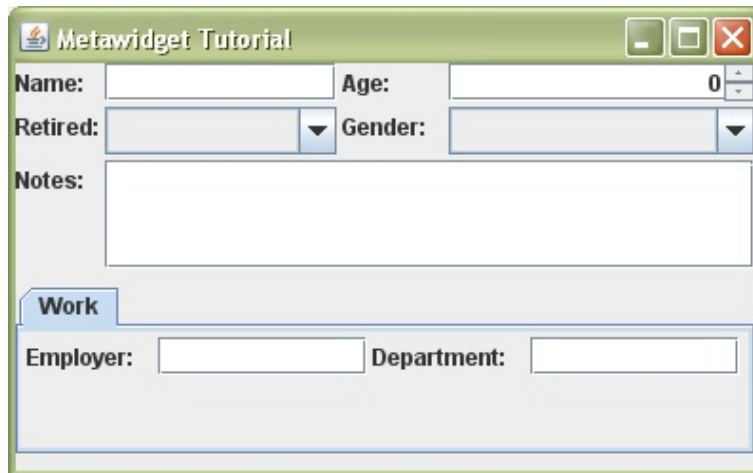 Metawidget Tutorial
Name: Age: 0
Retired: Gender:
Notes:
Work
Employer: Department: